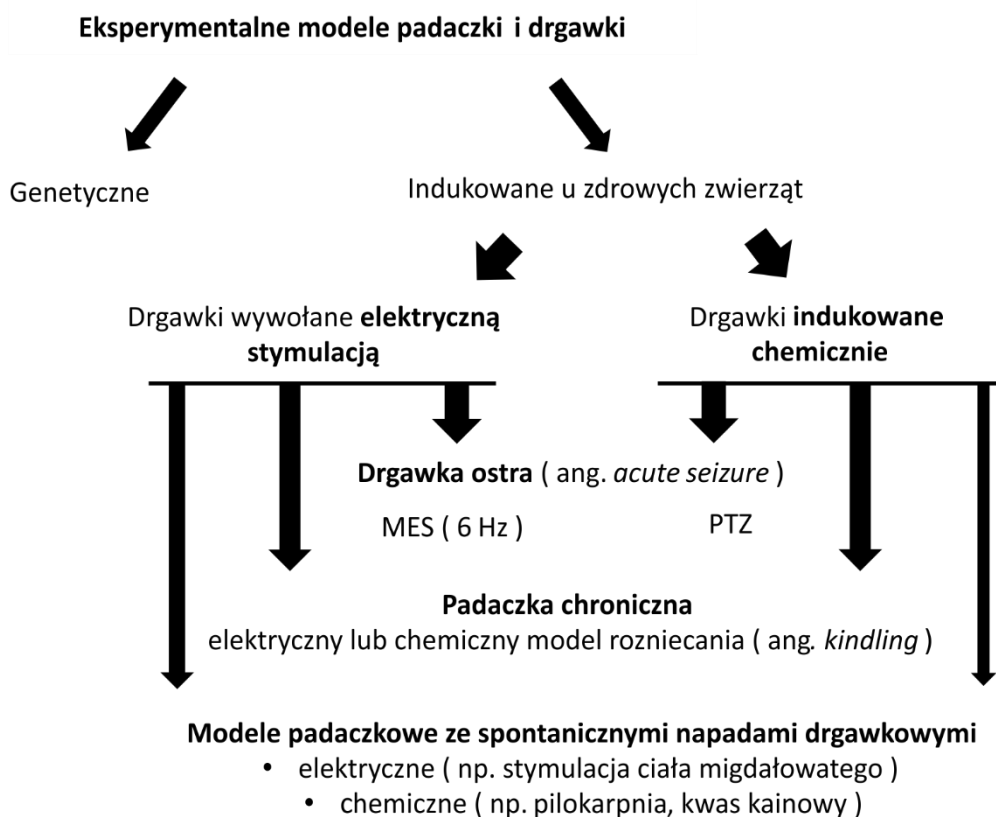 Eksperymentalne modele padaczki i drgawki
Genetyczne
Indukowane u zdrowych zwierząt
Drgawki wywołane elektryczną
stymulacją
Drgawki indukowane
chemicznie
Drgawka ostra ( ang. acute seizure )
MES ( 6 Hz )
PTZ
Padaczka chroniczna
elektryczny lub chemiczny model rozniecania ( ang. kindling )
Modele padaczkowe ze spontanicznymi napadami drgawkowymi
• elektryczne ( np. stymulacja ciała migdałowatego )
• chemiczne ( np. pilokarpnia, kwas kainowy )